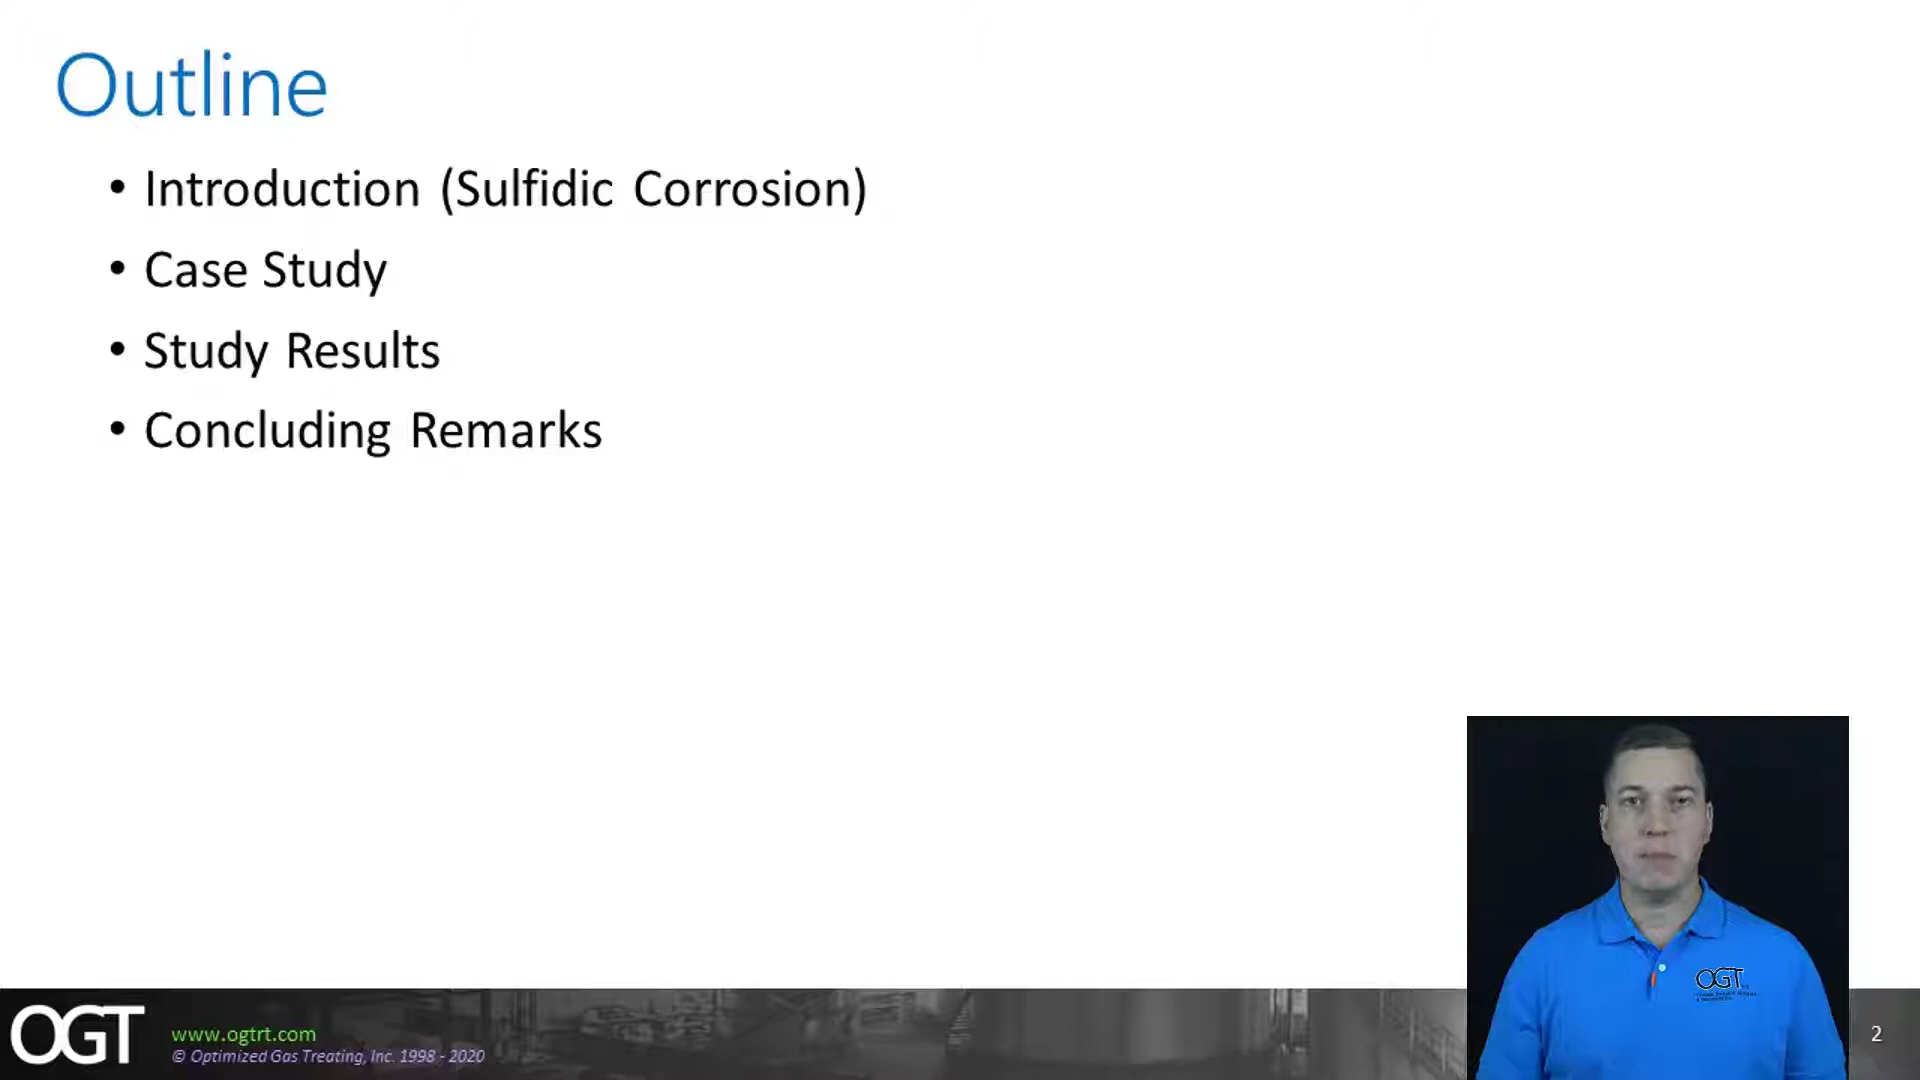 Outline
• Introduction (Sulfidic Corrosion)
• Case Study
• Study Results
• Concluding Remarks
OGT
OGT
www.ogtrt.com
© Optimized Gas Treating, Inc. 1998 - 2020
2